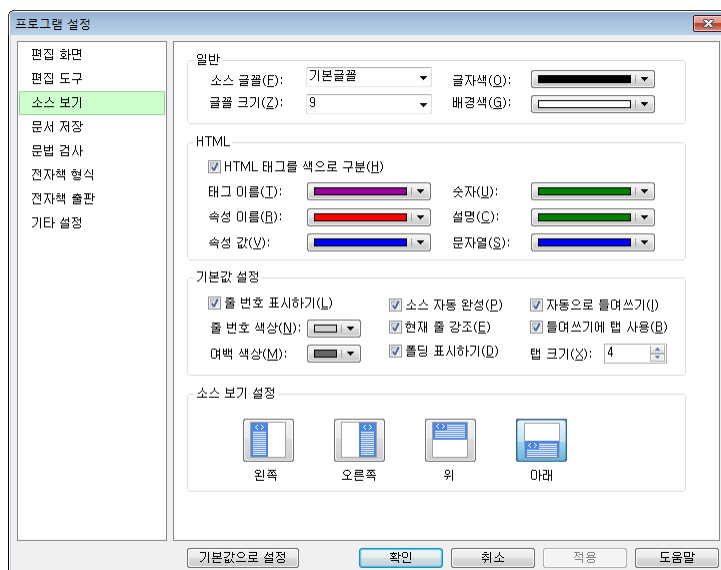 프로그램 설정
편집 화면
편집 도구
소스 보기
문서 저장
문법 검사
전자책 형식
전자책 출판
기타 설정
일반
소스 글꼴(F): 기본글꼴 글자색(O):
글꼴 크기(Z): 9 배경색(G):
HTML
HTML 태그를 색으로 구분(H)
태그 이름(T): 숫자(U):
속성 이름(R): 설명(C):
속성 값(V): 문자열(S):
기본값 설정
줄 번호 표시하기(L) 소스 자동 완성(P) 자동으로 들여쓰기(I)
줄 번호 색상(N): 현재 줄 강조(E) 들여쓰기에 탭 사용(B)
여백 색상(M): 폴딩 표시하기(D) 탭 크기(X): 4
소스 보기 설정
왼쪽 오른쪽 위 아래
기본값으로 설정 확인 취소 적용 도움말